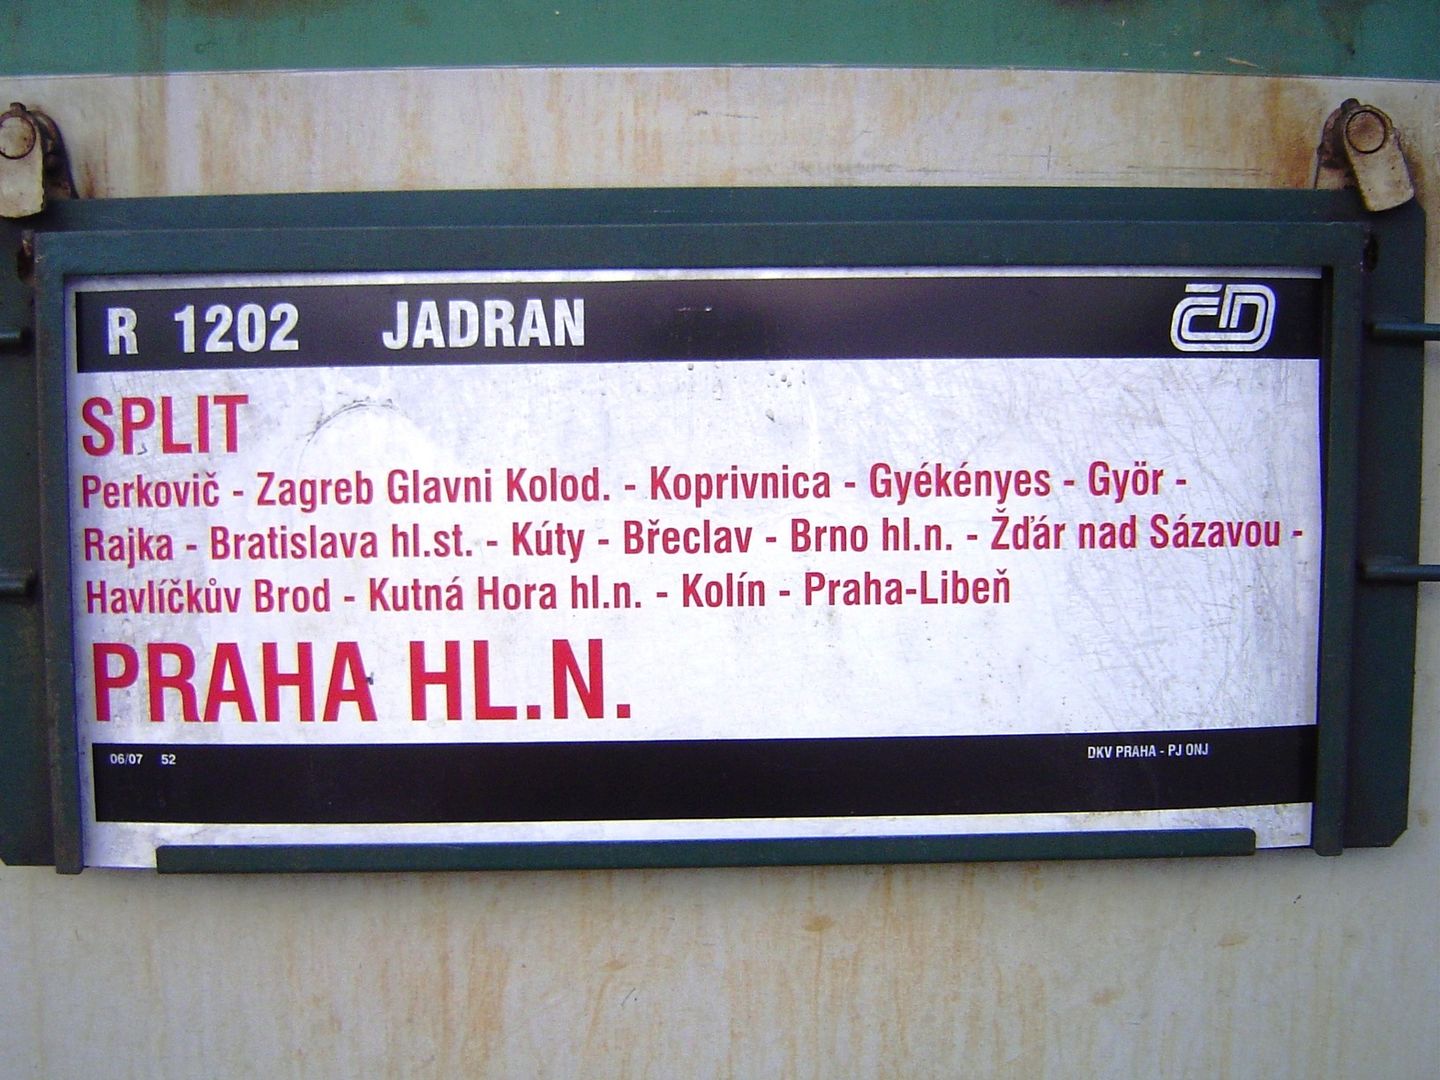 R 1202 JADRAN ČD
SPLIT
Perkovič - Zagreb Glavni Kolod. - Koprivnica - Gyékényes - Györ -
Rajka - Bratislava hl.st. - Kúty - Břeclav - Brno hl.n. - Žďár nad Sázavou -
Havlíčkův Brod - Kutná Hora hl.n. - Kolín - Praha-Libeň
PRAHA HL.N.
06/07 52 DKV PRAHA - PJ ONJ